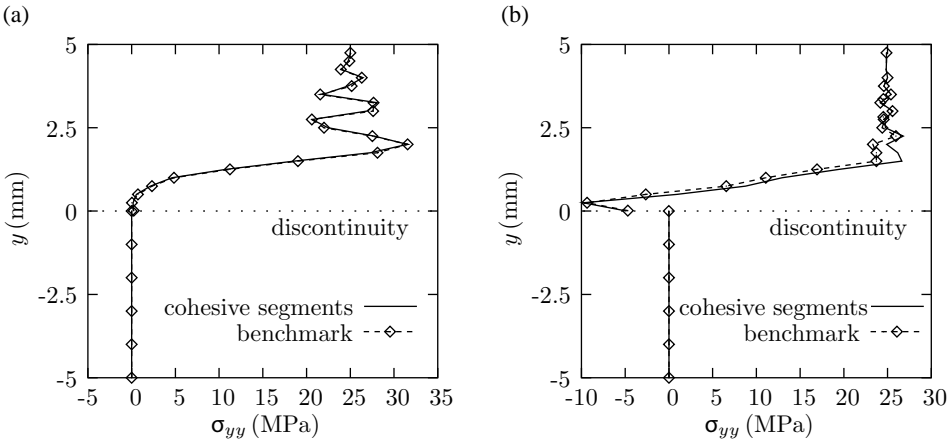 (a)
5
2.5
0
-2.5
-5
y (mm)
discontinuity
cohesive segments
benchmark
-5 0 5 10 15 20 25 30 35
σyy (MPa)
(b)
5
2.5
0
-2.5
-5
y (mm)
discontinuity
cohesive segments
benchmark
-10 -5 0 5 10 15 20 25 30
σyy (MPa)